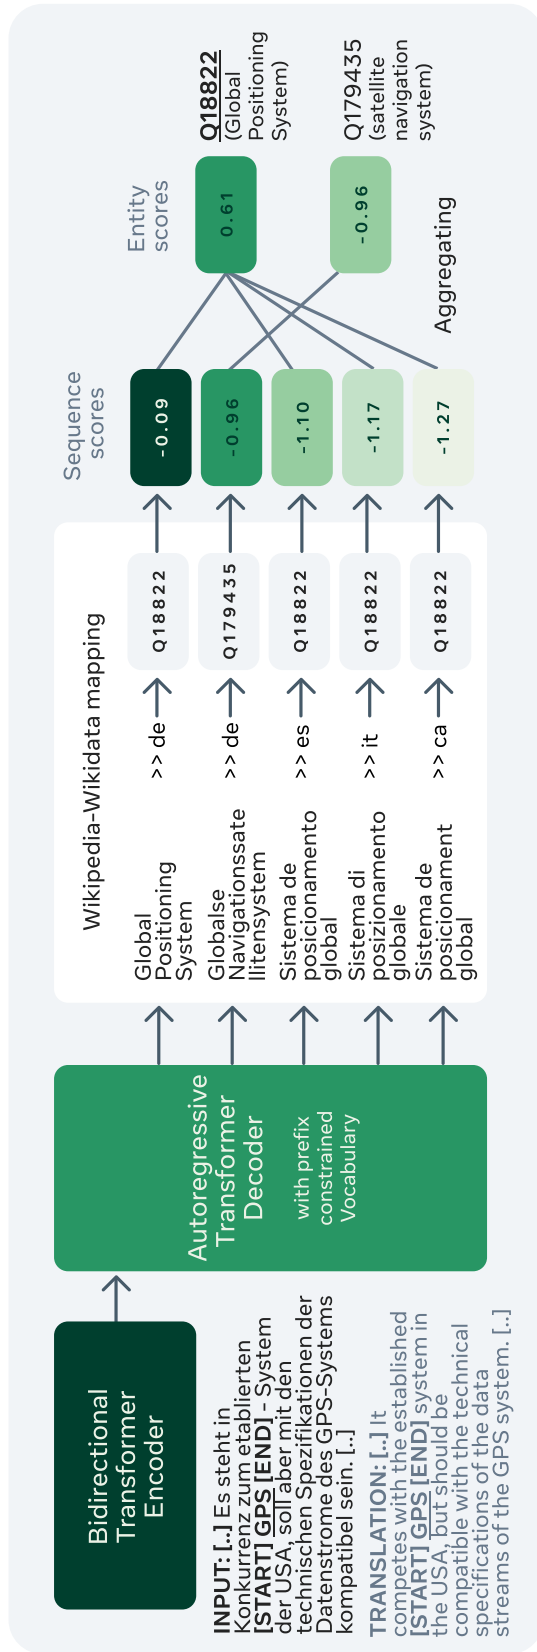 Bidirectional
Transformer
Encoder
INPUT: [..] Es steht in
Konkurrenz zum etablierten
[START] GPS [END] - System
der USA, soll aber mit den
technischen Spezifikationen der
Datenstrome des GPS-Systems
kompatibel sein. [..]
TRANSLATION: [..] It
competes with the established
[START] GPS [END] system in
the USA, but should be
compatible with the technical
specifications of the data
streams of the GPS system. [..]
Autoregressive
Transformer
Decoder
with prefix
constrained
Vocabulary
Wikipedia-Wikidata mapping
Global
Positioning
System
>> de
Q18822
Globalse
Navigationssate
llitensystem
>> de
Q179435
Sistema de
posicionamento
global
>> es
Q18822
Sistema di
posizionamento
globale
>> it
Q18822
Sistema de
posicionament
global
>> ca
Q18822
Sequence
scores
-0.09
-0.96
-1.10
-1.17
-1.27
Entity
scores
0.61
-0.96
Aggregating
Q18822
(Global
Positioning
System)
Q179435
(satellite
navigation
system)